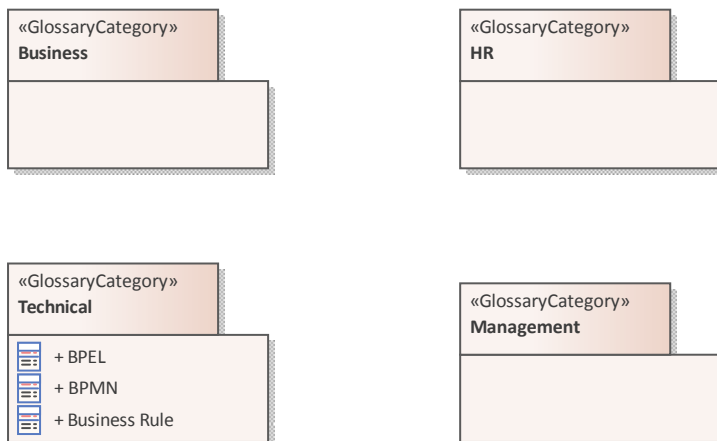 «GlossaryCategory»
Business
«GlossaryCategory»
HR
«GlossaryCategory»
Technical
+ BPEL
+ BPMN
+ Business Rule
«GlossaryCategory»
Management